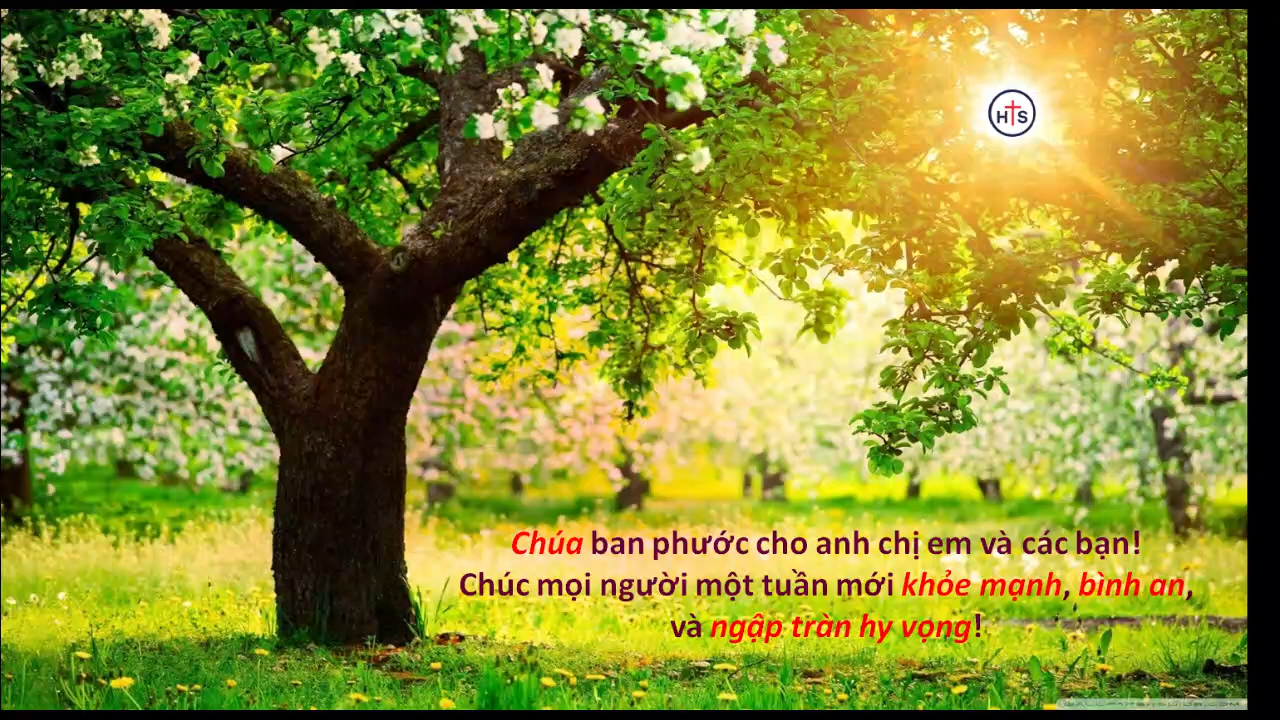 HTS
Chúa ban phước cho anh chị em và các bạn!
Chúc mọi người một tuần mới khỏe mạnh, bình an,
và ngập tràn hy vọng!